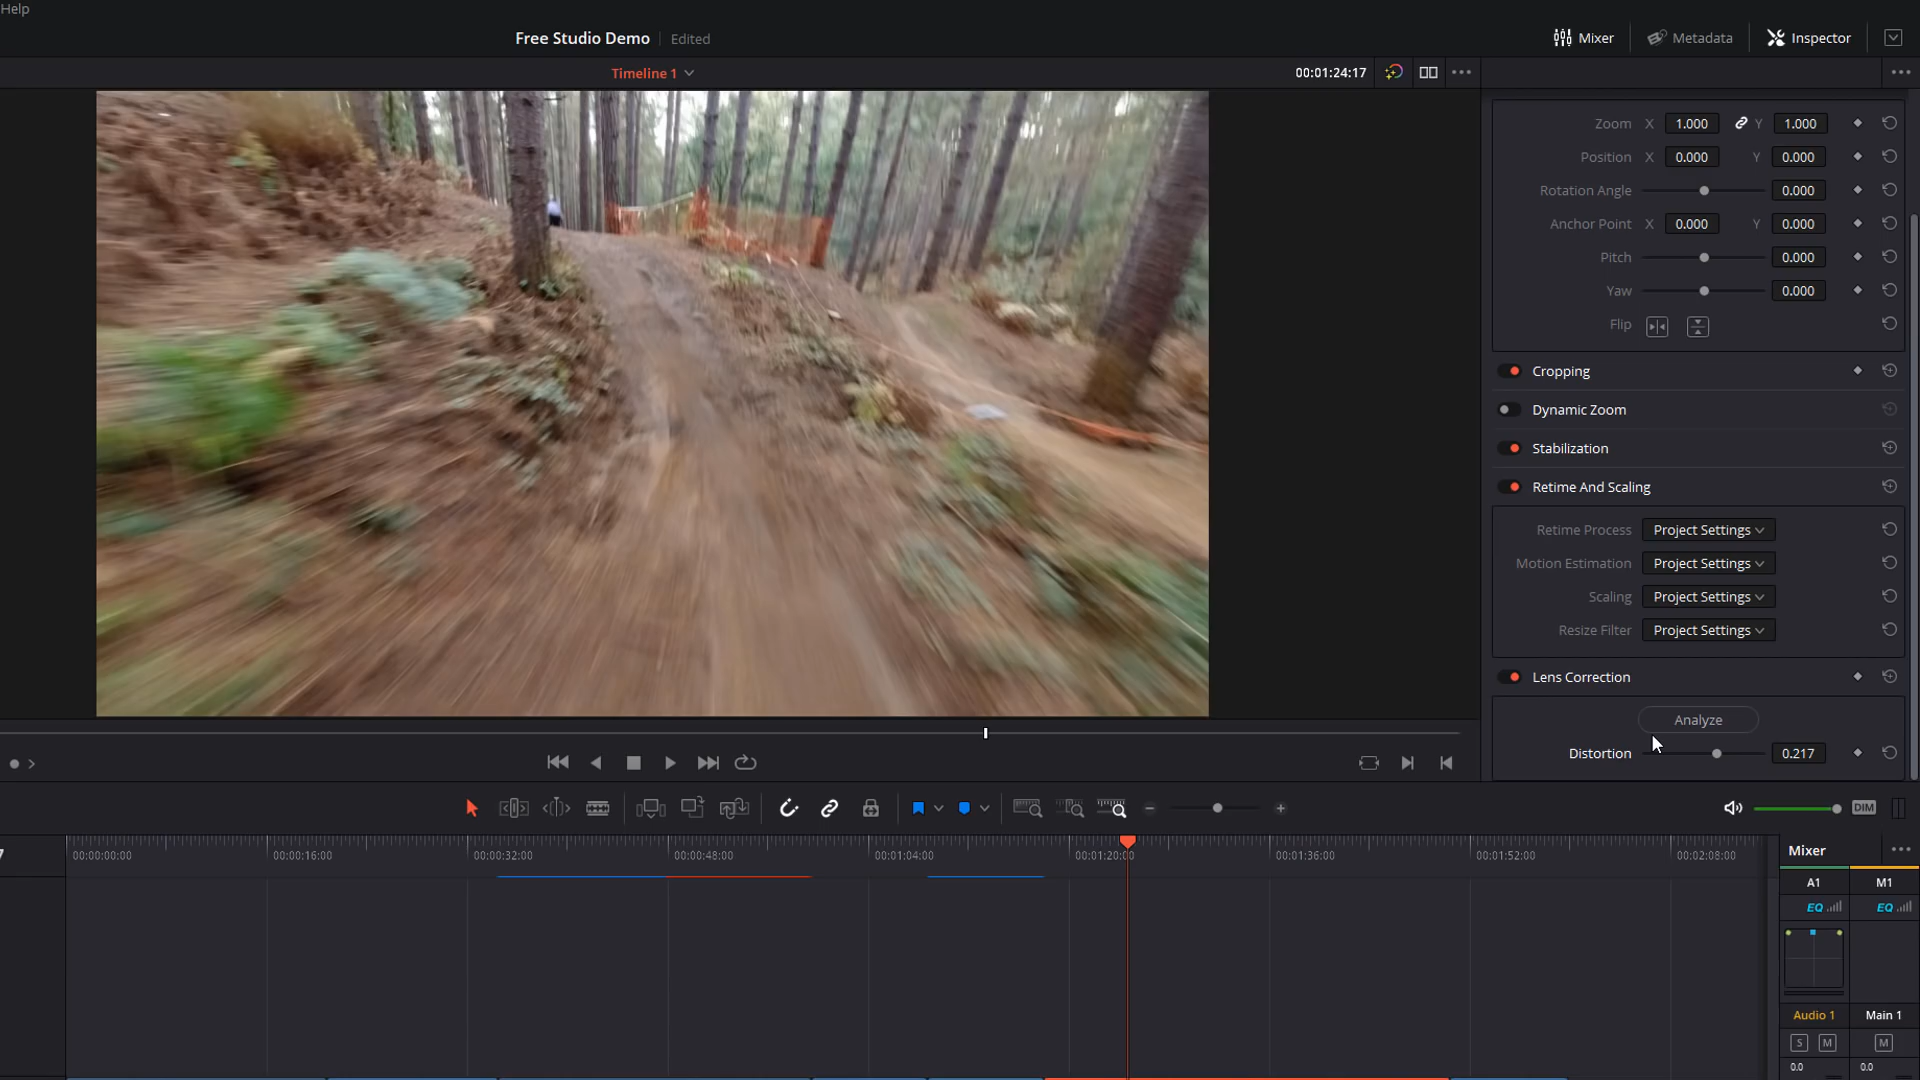 Help
Free Studio Demo Edited
Mixer Metadata Inspector
Timeline 1 00:01:24:17
Zoom X 1.000 Y 1.000
Position X 0.000 Y 0.000
Rotation Angle 0.000
Anchor Point X 0.000 Y 0.000
Pitch 0.000
Yaw 0.000
Flip
Cropping
Dynamic Zoom
Stabilization
Retime And Scaling
Retime Process Project Settings
Motion Estimation Project Settings
Scaling Project Settings
Resize Filter Project Settings
Lens Correction
Analyze
Distortion 0.217
DIM
00:00:00:00 00:00:16:00 00:00:32:00 00:00:48:00 00:01:04:00 00:01:20:00 00:01:36:00 00:01:52:00 00:02:08:00
Mixer
A1 M1
EQ EQ
Audio 1 Main 1
S M M
0.0 0.0